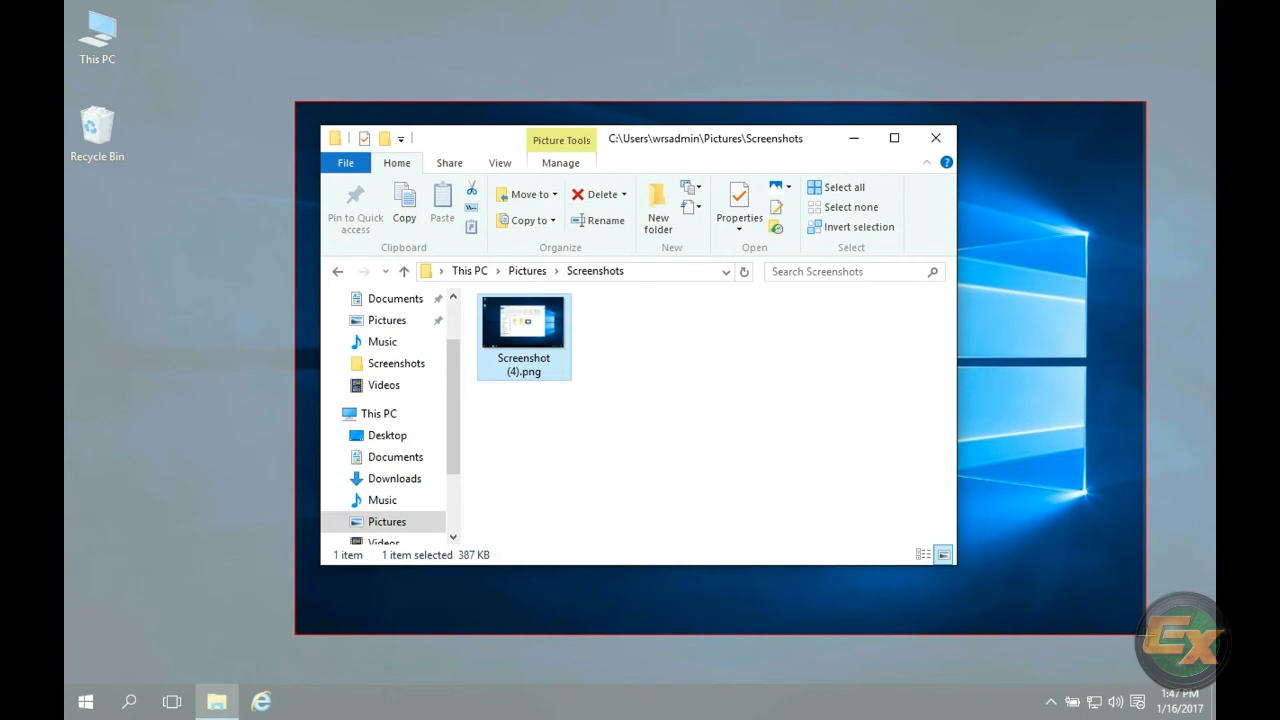 This PC
Recycle Bin
Picture Tools
C:\Users\wrsadmin\Pictures\Screenshots
File
Home
Share
View
Manage
Pin to Quick access
Copy
Paste
Move to
Copy to
Delete
Rename
New folder
Properties
Select all
Select none
Invert selection
Clipboard
Organize
New
Open
Select
This PC > Pictures > Screenshots
Search Screenshots
Documents
Pictures
Music
Screenshots
Videos
This PC
Desktop
Documents
Downloads
Music
Pictures
Videos
Screenshot
(4).png
1 item
1 item selected 387 KB
EX
1:47 PM
1/16/2017